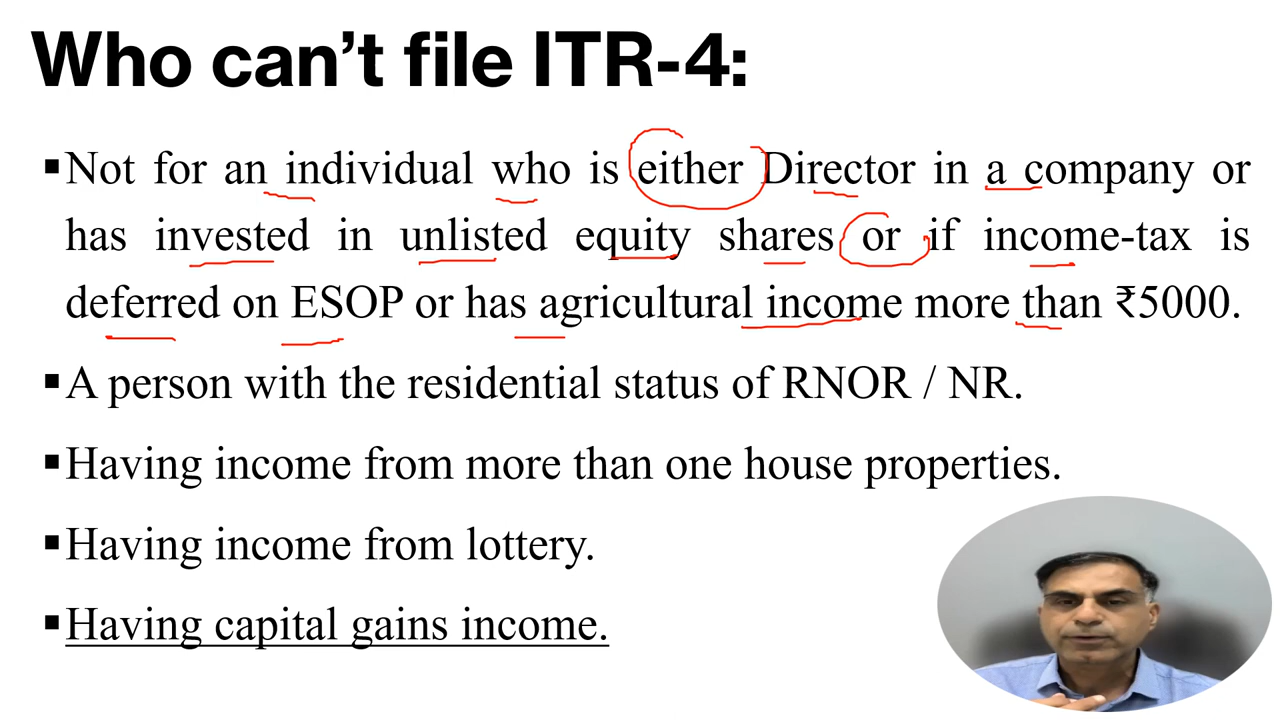 Who can’t file ITR-4:
▪Not for an individual who is either Director in a company or
has invested in unlisted equity shares or if income-tax is
deferred on ESOP or has agricultural income more than ₹5000.
▪A person with the residential status of RNOR / NR.
▪Having income from more than one house properties.
▪Having income from lottery.
▪Having capital gains income.